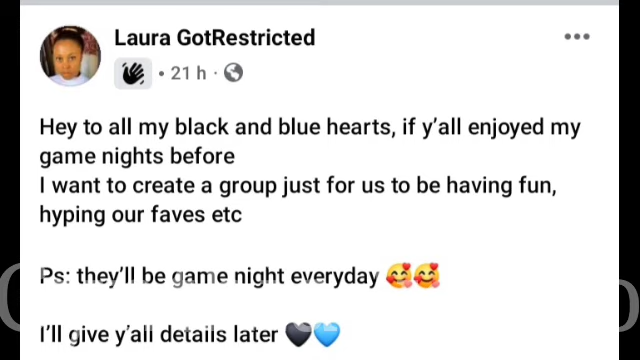 Laura GotRestricted
21 h
Hey to all my black and blue hearts, if y'all enjoyed my
game nights before
I want to create a group just for us to be having fun,
hyping our faves etc
Ps: they'll be game night everyday 🥰🥰
I'll give y'all details later 🖤🩵